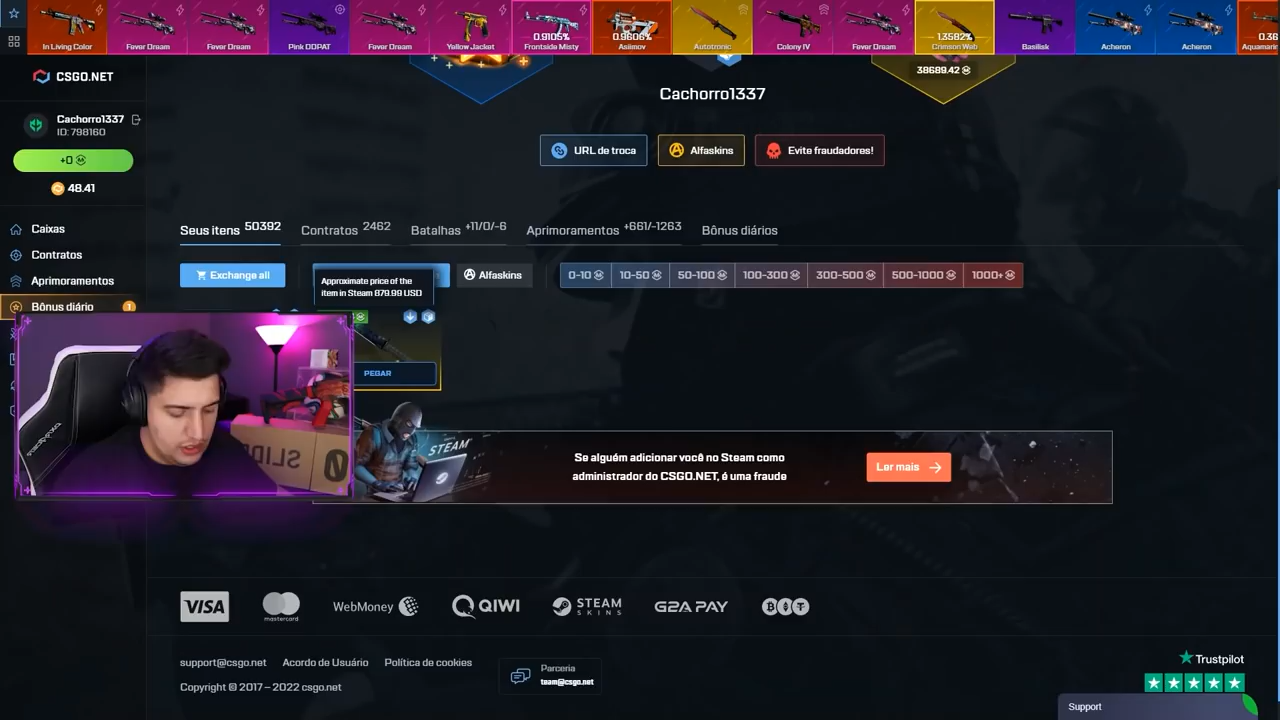 In Living Color
Fever Dream
Fever Dream
Pink DDPAT
Fever Dream
Yellow Jacket
0.9105%
Frontside Misty
0.9606%
Asiimov
Autotronic
Colony IV
Fever Dream
1.3582%
Crimson Web
Basilisk
Acheron
Acheron
0.36
Aquamarin
CSGO.NET
38689.42
Cachorro1337
Cachorro1337
ID: 798160
+0
48.41
URL de troca
Alfaskins
Evite fraudadores!
Caixas
Contratos
Aprimoramentos
Bônus diário 1
Seus itens 50392
Contratos 2462
Batalhas +11/0/-6
Aprimoramentos +661/-1263
Bônus diários
Exchange all
Approximate price of the
item in Steam 879.99 USD
Alfaskins
0-10
10-50
50-100
100-300
300-500
500-1000
1000+
PEGAR
STEAM
Se alguém adicionar você no Steam como
administrador do CSGO.NET, é uma fraude
Ler mais
VISA
mastercard
WebMoney
QIWI
STEAM
SKINS
G2A PAY
support@csgo.net
Acordo de Usuário
Política de cookies
Parceria
team@csgo.net
Copyright © 2017 – 2022 csgo.net
Trustpilot
Support